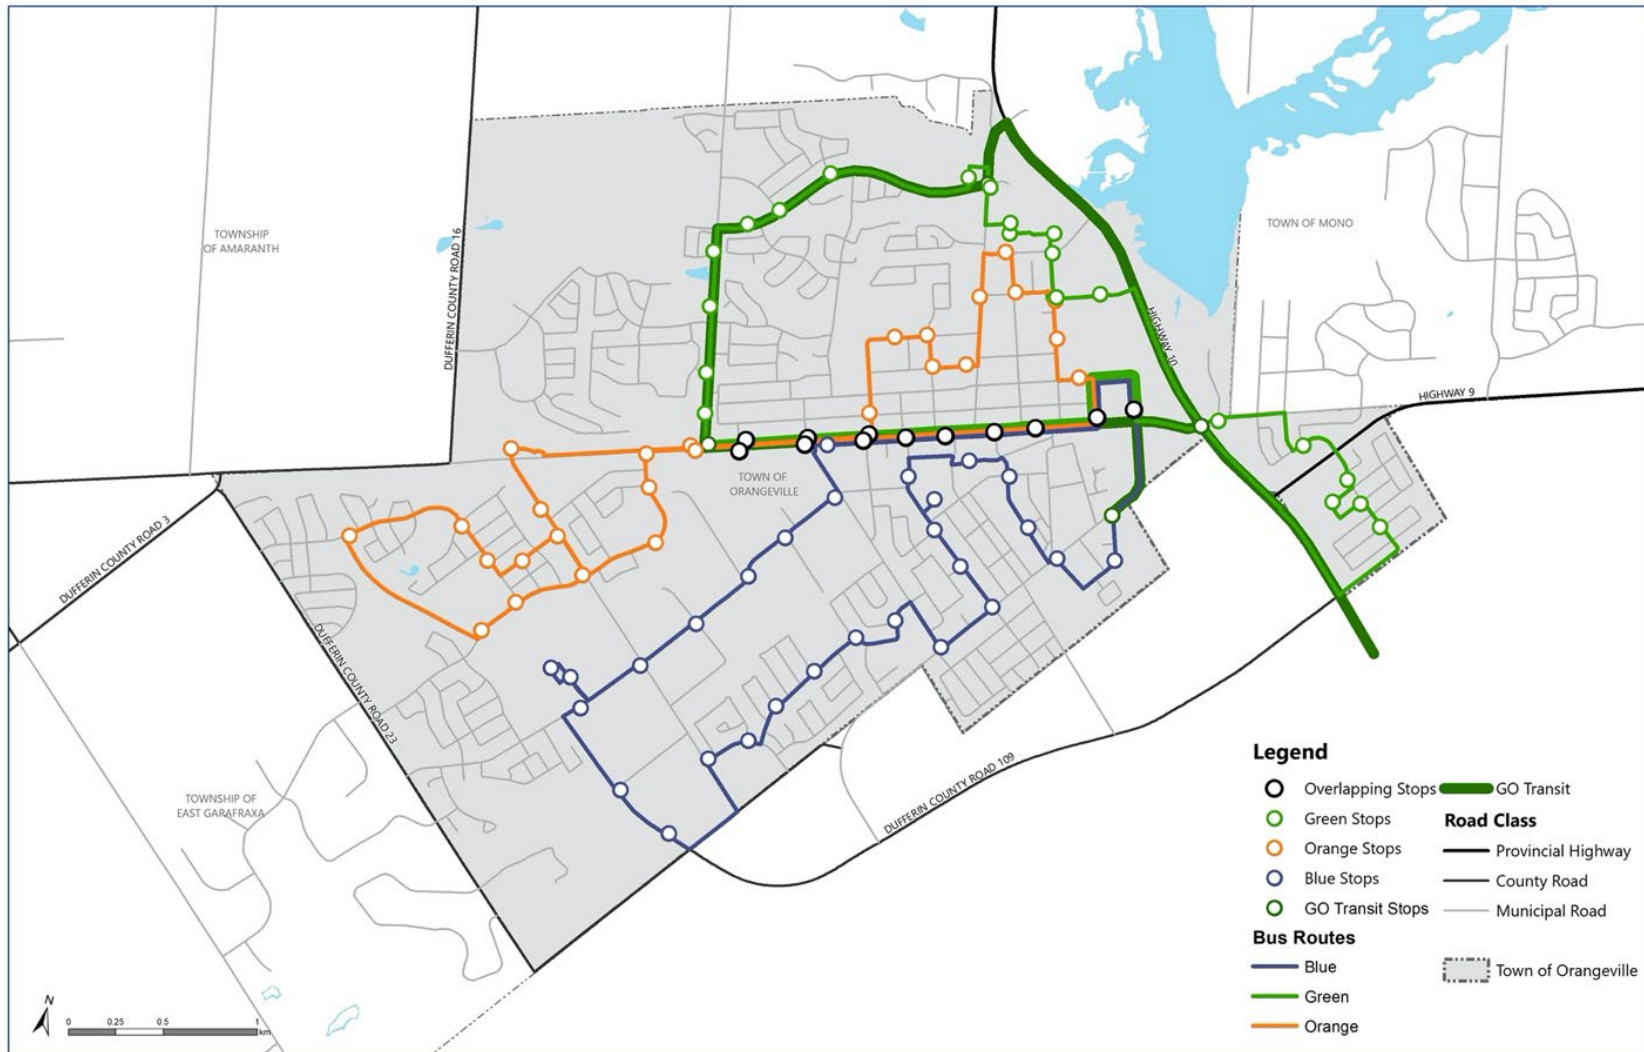 TOWNSHIP
OF AMARANTH
DUFFERIN COUNTY ROAD 16
TOWN OF MONO
HIGHWAY 10
HIGHWAY 9
TOWN OF
ORANGEVILLE
DUFFERIN COUNTY ROAD 3
DUFFERIN COUNTY ROAD 23
TOWNSHIP OF
EAST GARAFRAXA
DUFFERIN COUNTY ROAD 109
Legend
Overlapping Stops
Green Stops
Orange Stops
Blue Stops
GO Transit Stops
Bus Routes
Blue
Green
Orange
GO Transit
Road Class
Provincial Highway
County Road
Municipal Road
Town of Orangeville
N
0 0.25 0.5 1
km